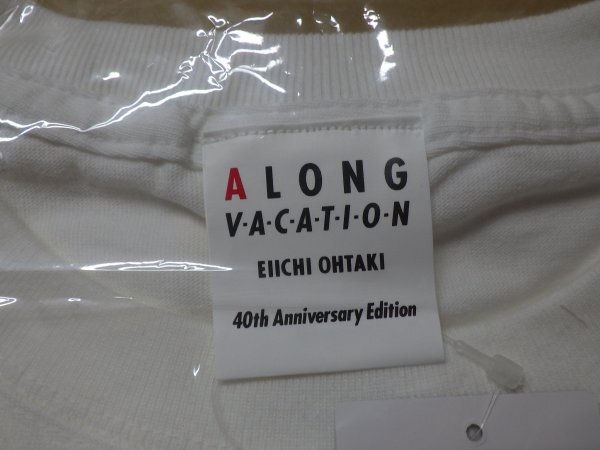 A LONG
V·A·C·A·T·I·O·N
EIICHI OHTAKI
40th Anniversary Edition